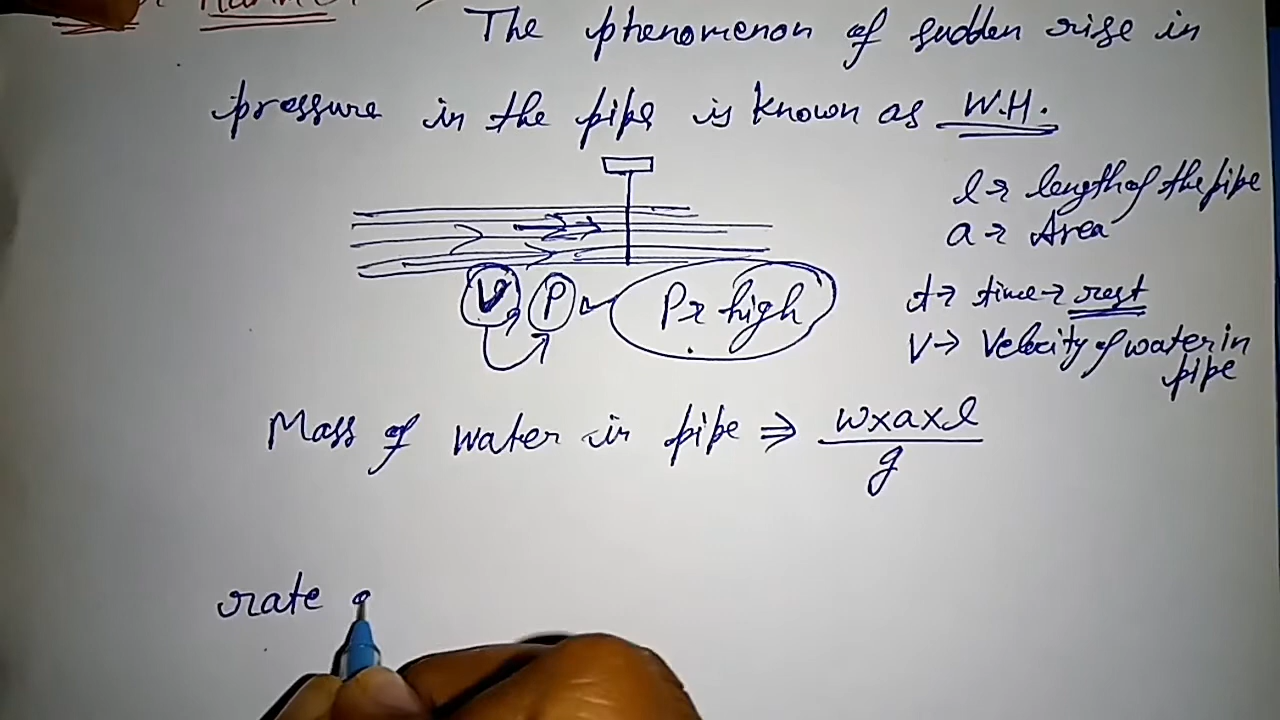 Hammer
The phenomenon of sudden rise in
pressure in the pipe is known as W.H.
l → length of the pipe
a → Area
t → time → rest
V → Velocity of water in
pipe
V P P → high
Mass of water in pipe ⇒ w×a×l
g
rate